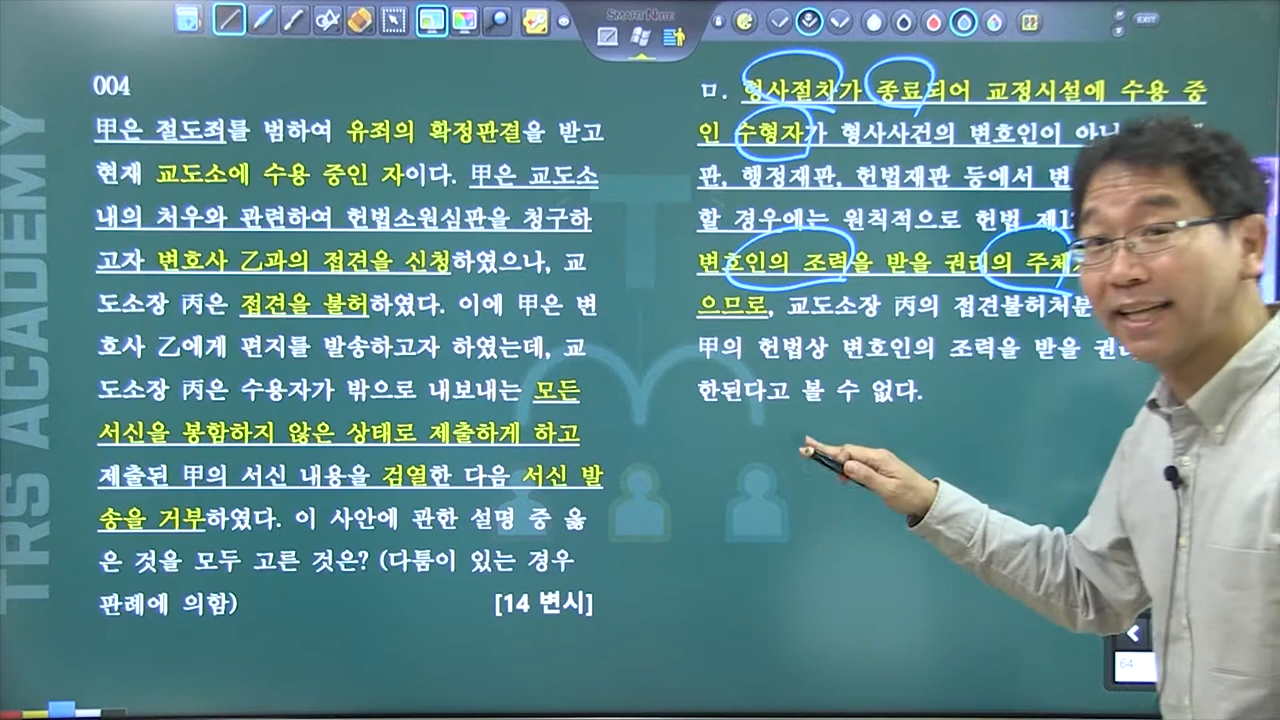 SMART NOTE
EXIT
TRS ACADEMY
004
甲은 절도죄를 범하여 유죄의 확정판결을 받고
현재 교도소에 수용 중인 자이다. 甲은 교도소
내의 처우와 관련하여 헌법소원심판을 청구하
고자 변호사 乙과의 접견을 신청하였으나, 교
도소장 丙은 접견을 불허하였다. 이에 甲은 변
호사 乙에게 편지를 발송하고자 하였는데, 교
도소장 丙은 수용자가 밖으로 내보내는 모든
서신을 봉함하지 않은 상태로 제출하게 하고
제출된 甲의 서신 내용을 검열한 다음 서신 발
송을 거부하였다. 이 사안에 관한 설명 중 옳
은 것을 모두 고른 것은? (다툼이 있는 경우
판례에 의함) [14 변시]
ㅁ. 형사절차가 종료되어 교정시설에 수용 중
인 수형자가 형사사건의 변호인이 아닌
판, 행정재판, 헌법재판 등에서 변
할 경우에는 원칙적으로 헌법 제1
변호인의 조력을 받을 권리의 주체
으므로, 교도소장 丙의 접견불허처분
甲의 헌법상 변호인의 조력을 받을 권
한된다고 볼 수 없다.
64